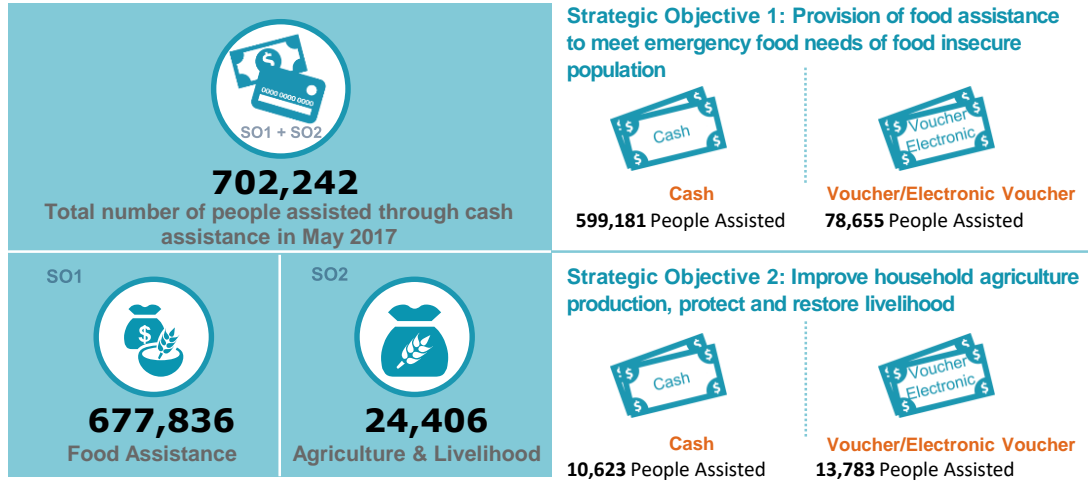 0000 0000 0000
SO1 + SO2
702,242
Total number of people assisted through cash
assistance in May 2017
SO1
677,836
Food Assistance
SO2
24,406
Agriculture & Livelihood
Strategic Objective 1: Provision of food assistance
to meet emergency food needs of food insecure
population
Cash
Cash
599,181 People Assisted
Voucher
Electronic
Voucher/Electronic Voucher
78,655 People Assisted
Strategic Objective 2: Improve household agriculture
production, protect and restore livelihood
Cash
Cash
10,623 People Assisted
Voucher
Electronic
Voucher/Electronic Voucher
13,783 People Assisted